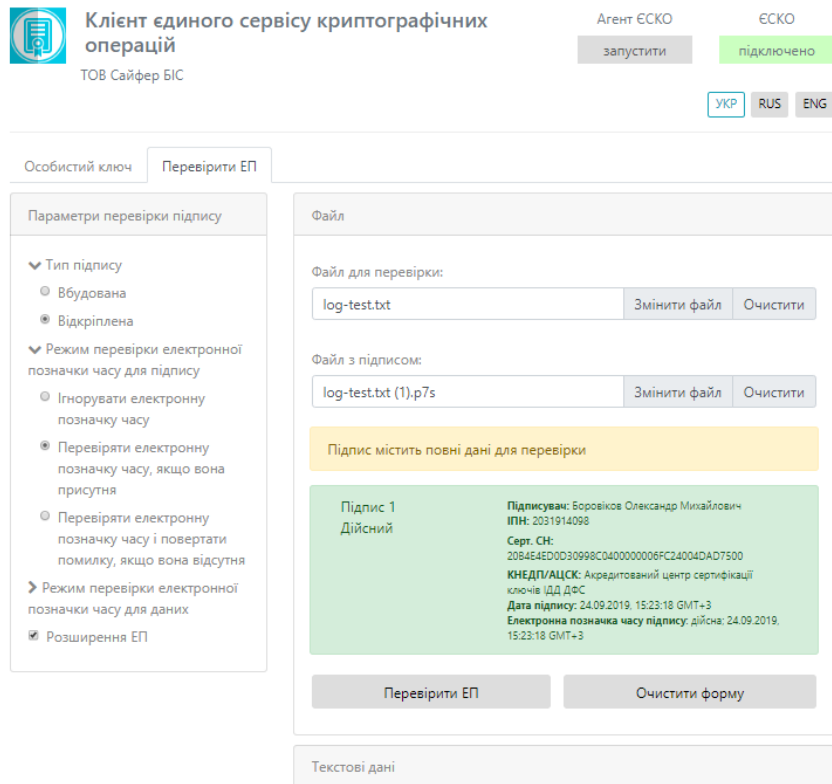 Клієнт єдиного сервісу криптографічних
операцій
ТОВ Сайфер БІС
Агент ЄСКО
ЄСКО
запустити
підключено
УКР
RUS
ENG
Особистий ключ
Перевірити ЕП
Параметри перевірки підпису
Тип підпису
Вбудована
Відкріплена
Режим перевірки електронної
позначки часу для підпису
Ігнорувати електронну
позначку часу
Перевіряти електронну
позначку часу, якщо вона
присутня
Перевіряти електронну
позначку часу і повертати
помилку, якщо вона відсутня
Режим перевірки електронної
позначки часу для даних
Розширення ЕП
Файл
Файл для перевірки:
log-test.txt
Змінити файл
Очистити
Файл з підписом:
log-test.txt (1).p7s
Змінити файл
Очистити
Підпис містить повні дані для перевірки
Підпис 1
Дійсний
Підписувач: Боровіков Олександр Михайлович
ІПН: 2031914098
Серт. СН:
20B4E4ED0D30998C0400000006FC24004DAD7500
КНЕДП/АЦСК: Акредитований центр сертифікації
ключів ІДД ДФС
Дата підпису: 24.09.2019, 15:23:18 GMT+3
Електронна позначка часу підпису: дійсна: 24.09.2019,
15:23:18 GMT+3
Перевірити ЕП
Очистити форму
Текстові дані